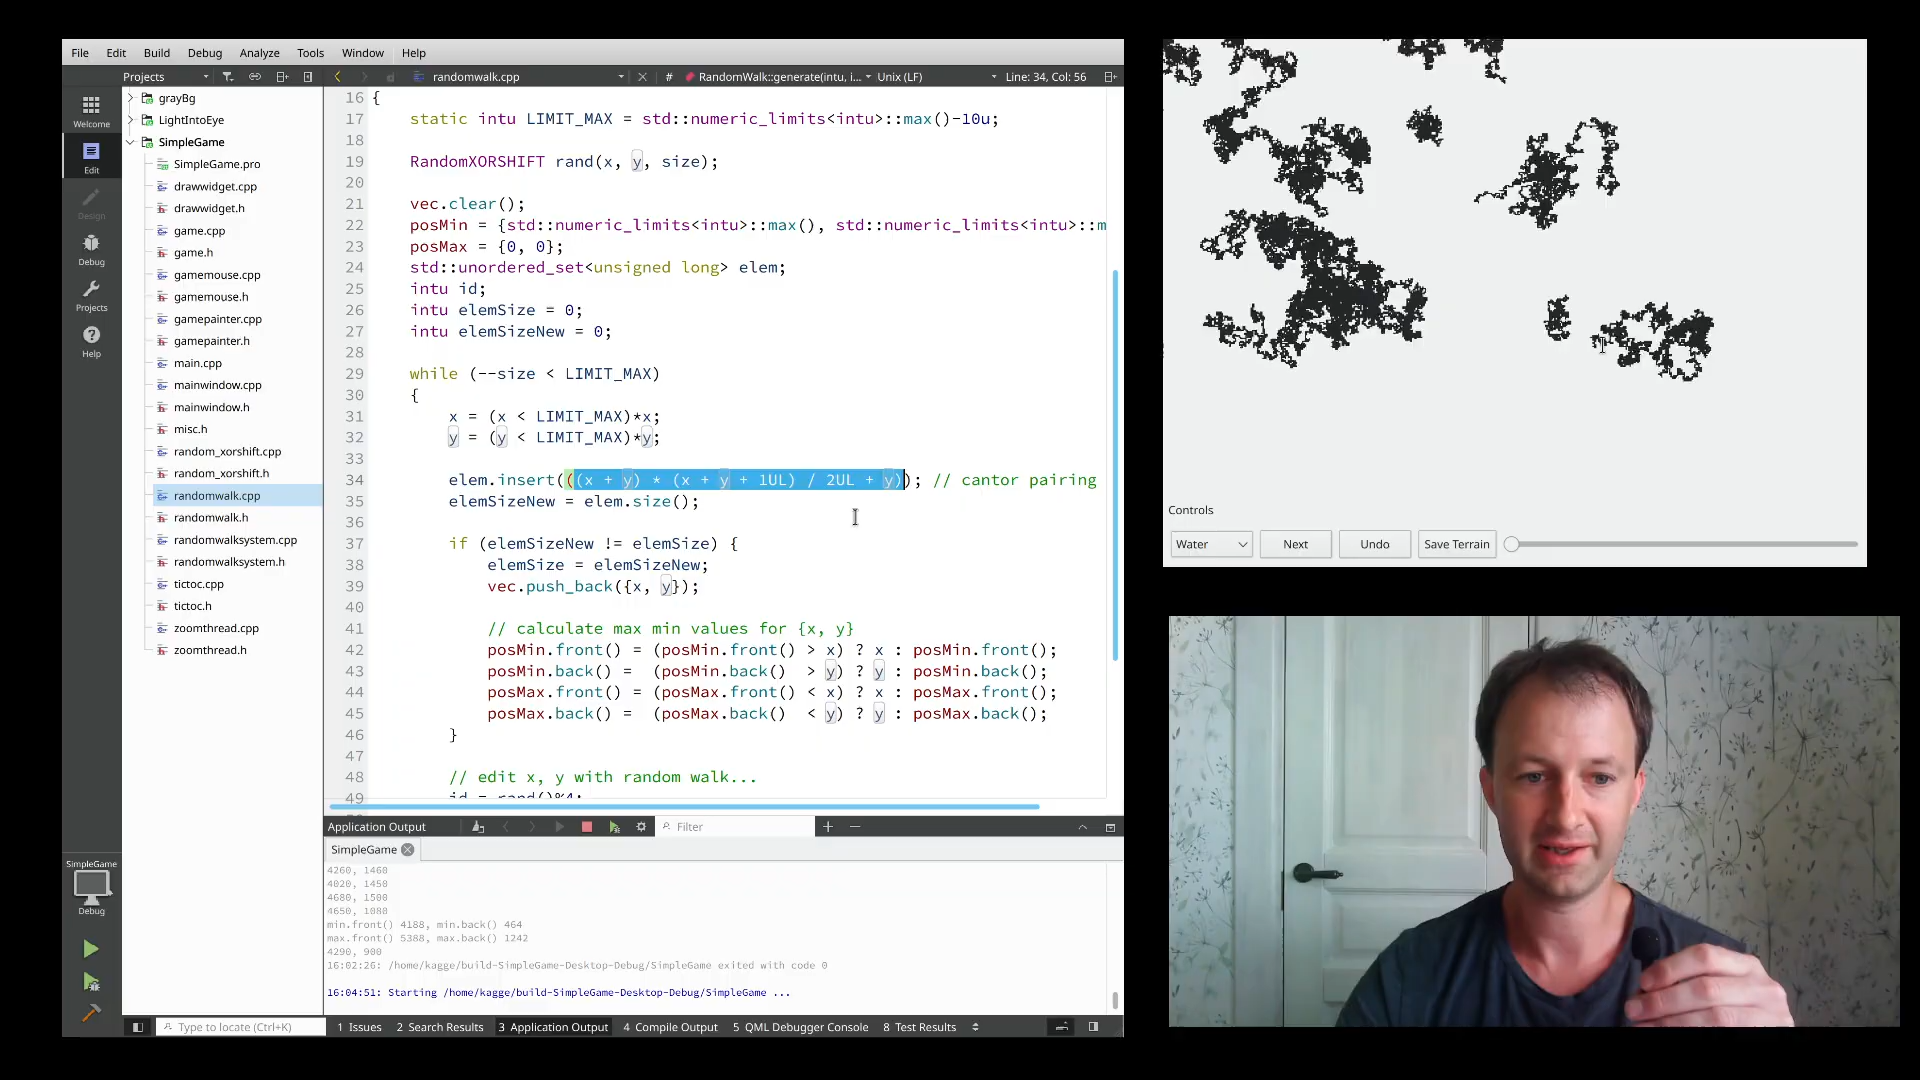 File Edit Build Debug Analyze Tools Window Help
Projects
randomwalk.cpp
# RandomWalk::generate(intu, i... Unix (LF) Line: 34, Col: 56
Welcome
Edit
Design
Debug
Projects
Help
SimpleGame
Debug
grayBg
LightIntoEye
SimpleGame
SimpleGame.pro
drawwidget.cpp
drawwidget.h
game.cpp
game.h
gamemouse.cpp
gamemouse.h
gamepainter.cpp
gamepainter.h
main.cpp
mainwindow.cpp
mainwindow.h
misc.h
random_xorshift.cpp
random_xorshift.h
randomwalk.cpp
randomwalk.h
randomwalksystem.cpp
randomwalksystem.h
tictoc.cpp
tictoc.h
zoomthread.cpp
zoomthread.h
16 {
17 static intu LIMIT_MAX = std::numeric_limits<intu>::max()-10u;
18
19 RandomXORSHIFT rand(x, y, size);
20
21 vec.clear();
22 posMin = {std::numeric_limits<intu>::max(), std::numeric_limits<intu>::m
23 posMax = {0, 0};
24 std::unordered_set<unsigned long> elem;
25 intu id;
26 intu elemSize = 0;
27 intu elemSizeNew = 0;
28
29 while (--size < LIMIT_MAX)
30 {
31 x = (x < LIMIT_MAX)*x;
32 y = (y < LIMIT_MAX)*y;
33
34 elem.insert(((x + y) * (x + y + 1UL) / 2UL + y)); // cantor pairing
35 elemSizeNew = elem.size();
36
37 if (elemSizeNew != elemSize) {
38 elemSize = elemSizeNew;
39 vec.push_back({x, y});
40
41 // calculate max min values for {x, y}
42 posMin.front() = (posMin.front() > x) ? x : posMin.front();
43 posMin.back() = (posMin.back() > y) ? y : posMin.back();
44 posMax.front() = (posMax.front() < x) ? x : posMax.front();
45 posMax.back() = (posMax.back() < y) ? y : posMax.back();
46 }
47
48 // edit x, y with random walk...
49 id = rand()%4;
Application Output
Filter
SimpleGame
4260, 1460
4020, 1450
4680, 1500
4650, 1080
min.front() 4188, min.back() 464
max.front() 5388, max.back() 1242
4290, 900
16:02:26: /home/kagge/build-SimpleGame-Desktop-Debug/SimpleGame exited with code 0
16:04:51: Starting /home/kagge/build-SimpleGame-Desktop-Debug/SimpleGame ...
Type to locate (Ctrl+K)
1 Issues 2 Search Results 3 Application Output 4 Compile Output 5 QML Debugger Console 8 Test Results
Controls
Water Next Undo Save Terrain